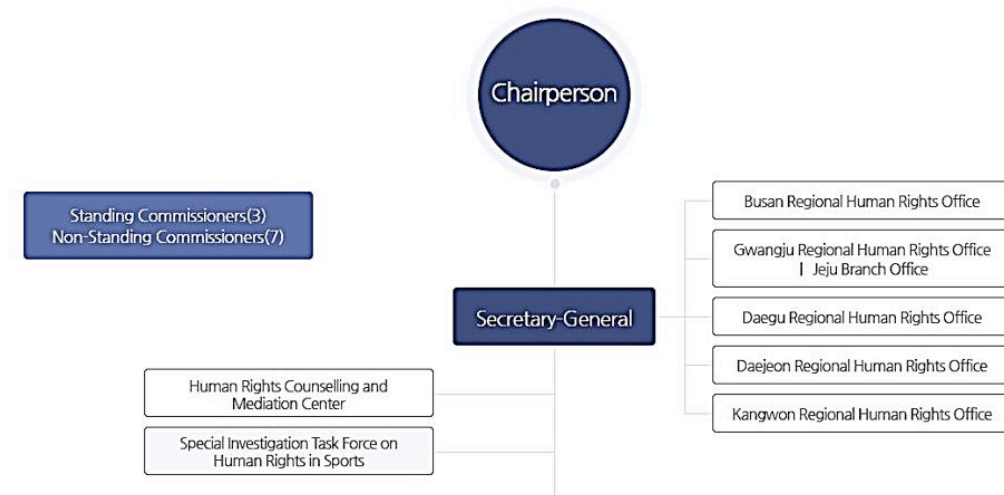 Chairperson
Standing Commissioners(3)
Non-Standing Commissioners(7)
Secretary-General
Busan Regional Human Rights Office
Gwangju Regional Human Rights Office
| Jeju Branch Office
Daegu Regional Human Rights Office
Daejeon Regional Human Rights Office
Kangwon Regional Human Rights Office
Human Rights Counselling and
Mediation Center
Special Investigation Task Force on
Human Rights in Sports